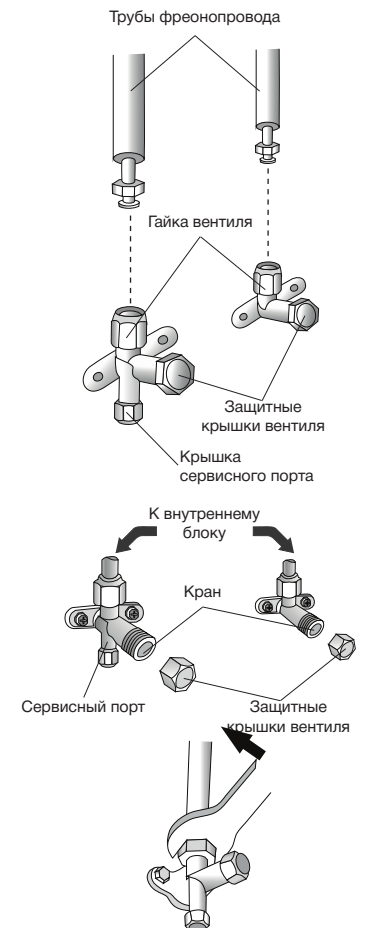 Трубы фреонопровода
Гайка вентиля
Защитные
крышки вентиля
Крышка
сервисного порта
К внутреннему
блоку
Кран
Сервисный порт
Защитные
крышки вентиля